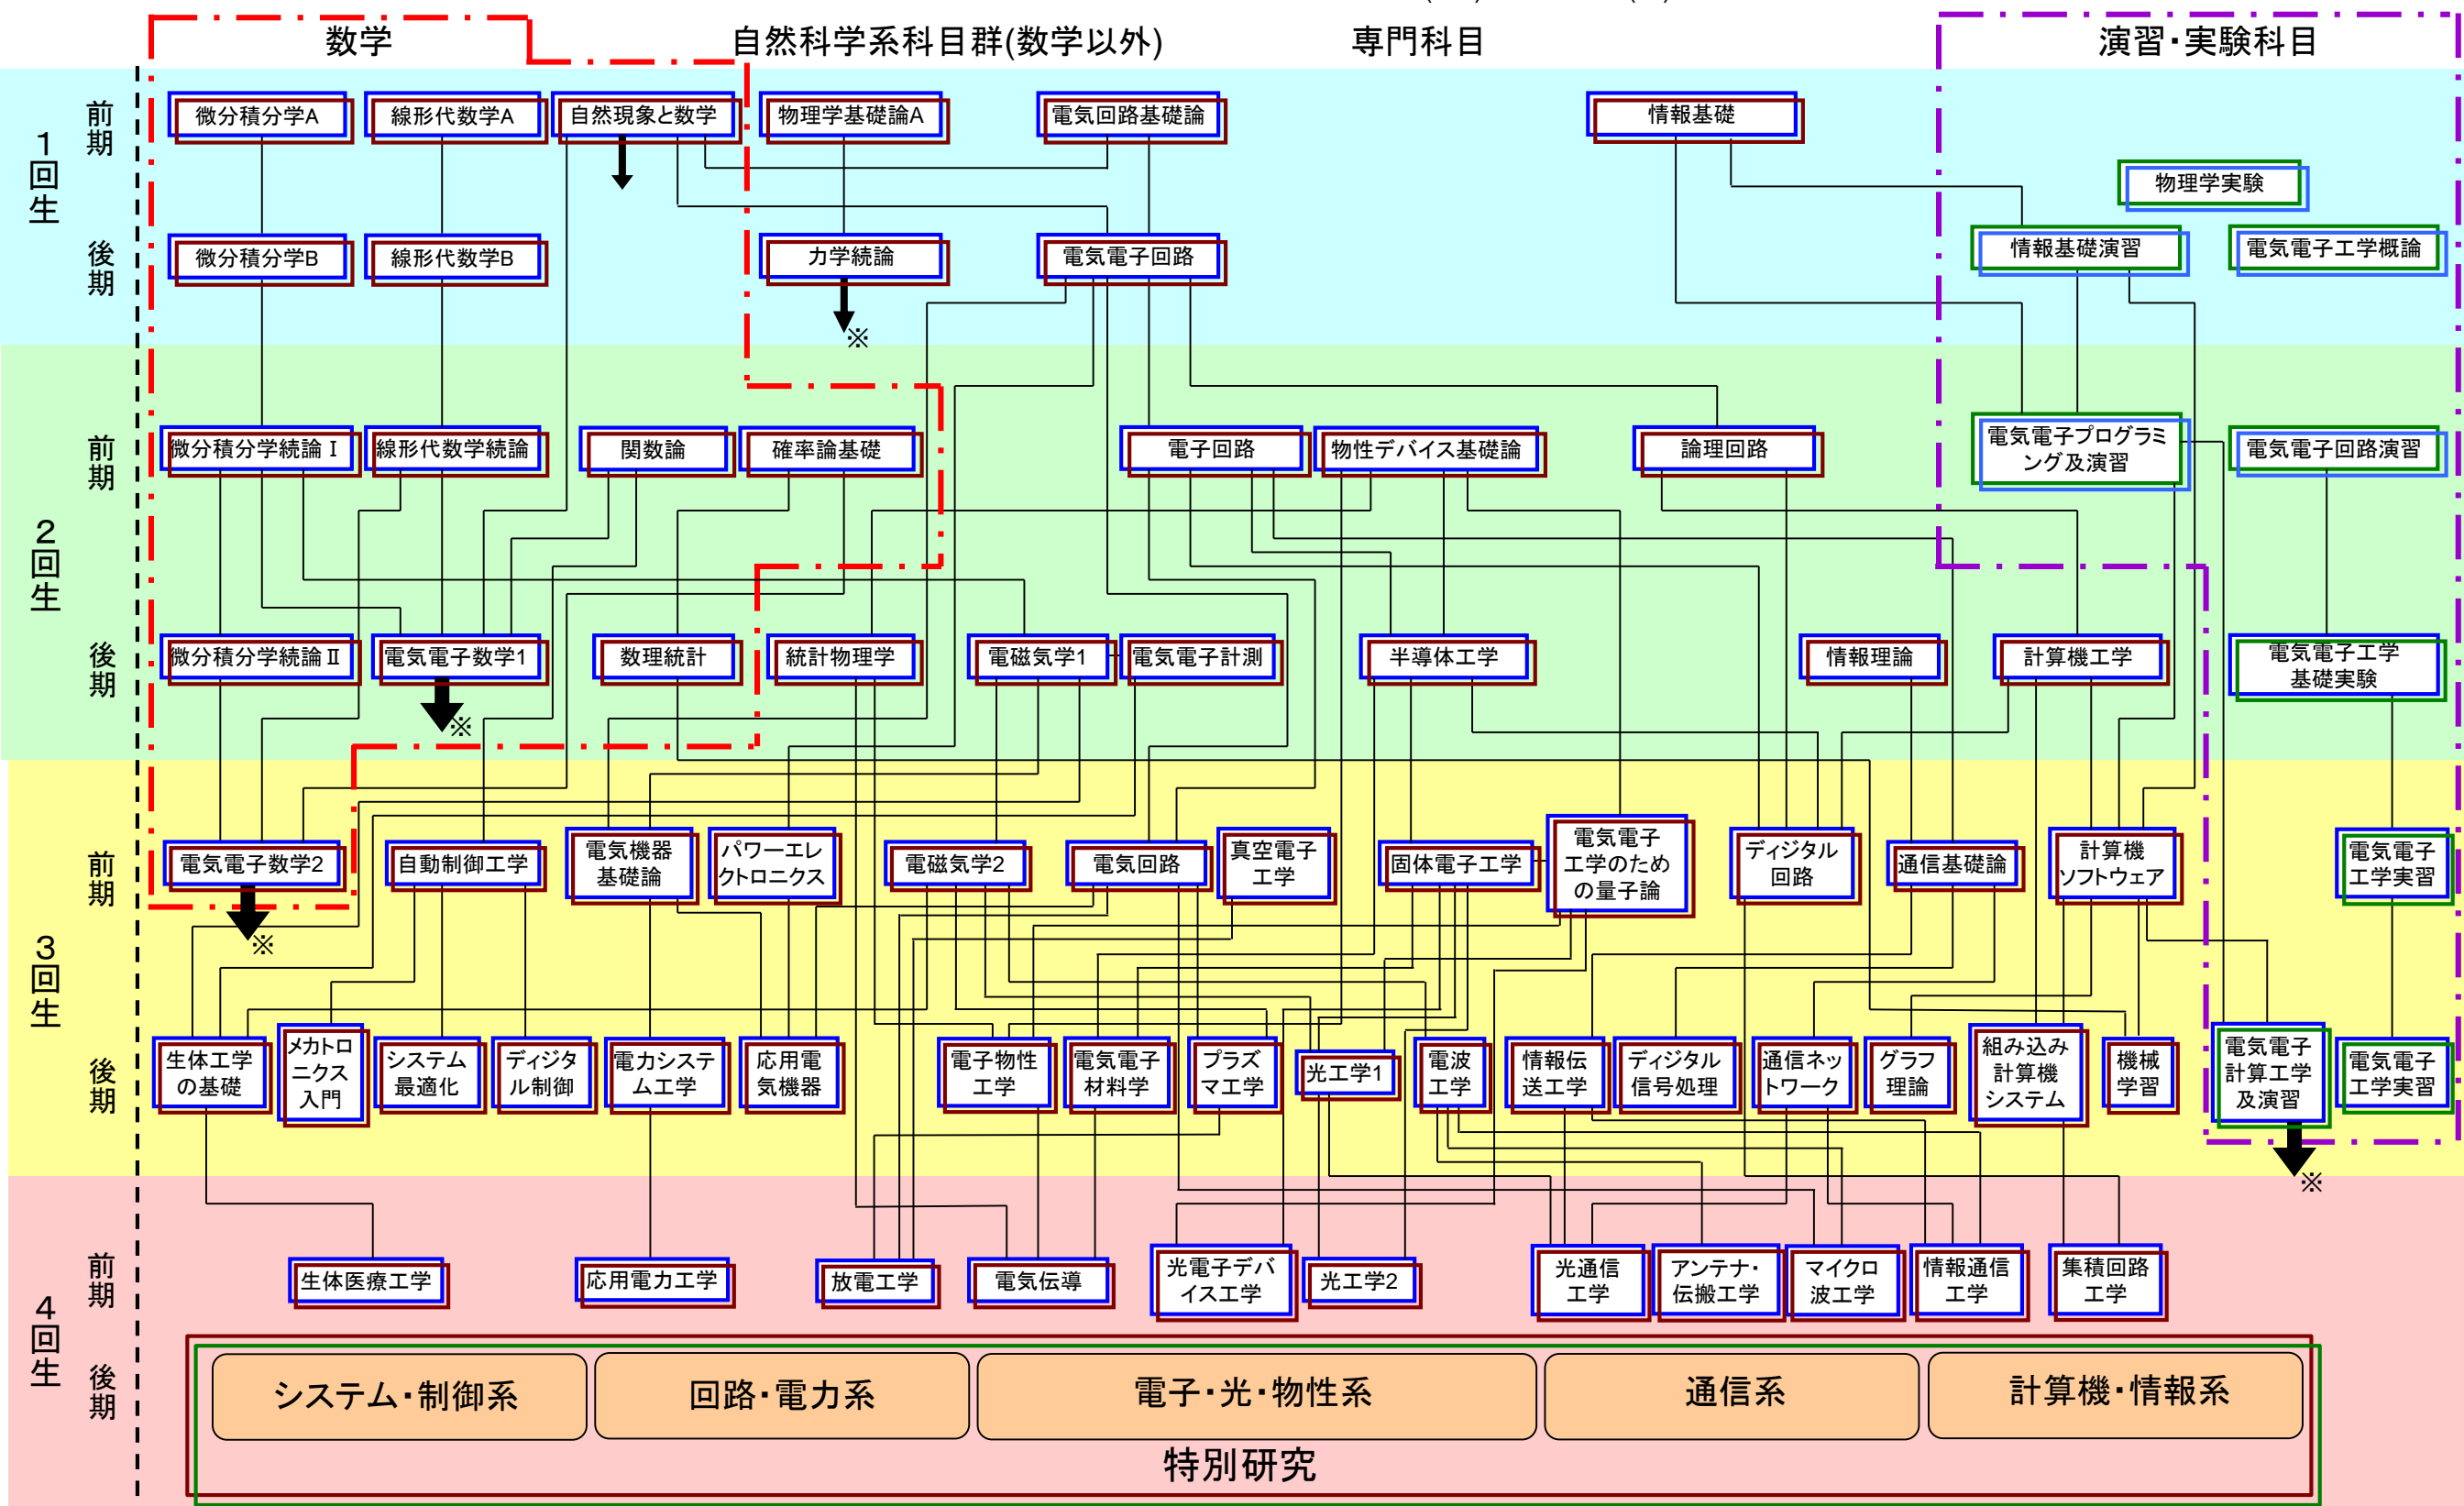 数学
自然科学系科目群(数学以外)
専門科目
演習・実験科目
1回生
前期
微分積分学A
線形代数学A
自然現象と数学
物理学基礎論A
電気回路基礎論
情報基礎
物理学実験
後期
微分積分学B
線形代数学B
力学続論
電気電子回路
情報基礎演習
電気電子工学概論
※
2回生
前期
微分積分学続論Ⅰ
線形代数学続論
関数論
確率論基礎
電子回路
物性デバイス基礎論
論理回路
電気電子プログラミ
ング及演習
電気電子回路演習
後期
微分積分学続論Ⅱ
電気電子数学1
数理統計
統計物理学
電磁気学1
電気電子計測
半導体工学
情報理論
計算機工学
電気電子工学
基礎実験
※
3回生
前期
電気電子数学2
自動制御工学
電気機器
基礎論
パワーエレ
クトロニクス
電磁気学2
電気回路
真空電子
工学
固体電子工学
電気電子
工学のため
の量子論
ディジタル
回路
通信基礎論
計算機
ソフトウェア
電気電子
工学実習
※
後期
生体工学
の基礎
メカトロ
ニクス
入門
システム
最適化
ディジタ
ル制御
電力システ
ム工学
応用電
気機器
電子物性
工学
電気電子
材料学
プラズ
マ工学
光工学1
電波
工学
情報伝
送工学
ディジタル
信号処理
通信ネッ
トワーク
グラフ
理論
組み込み
計算機
システム
機械
学習
電気電子
計算工学
及演習
電気電子
工学実習
※
4回生
前期
生体医療工学
応用電力工学
放電工学
電気伝導
光電子デバ
イス工学
光工学2
光通信
工学
アンテナ・
伝搬工学
マイクロ
波工学
情報通信
工学
集積回路
工学
後期
システム・制御系
回路・電力系
電子・光・物性系
通信系
計算機・情報系
特別研究